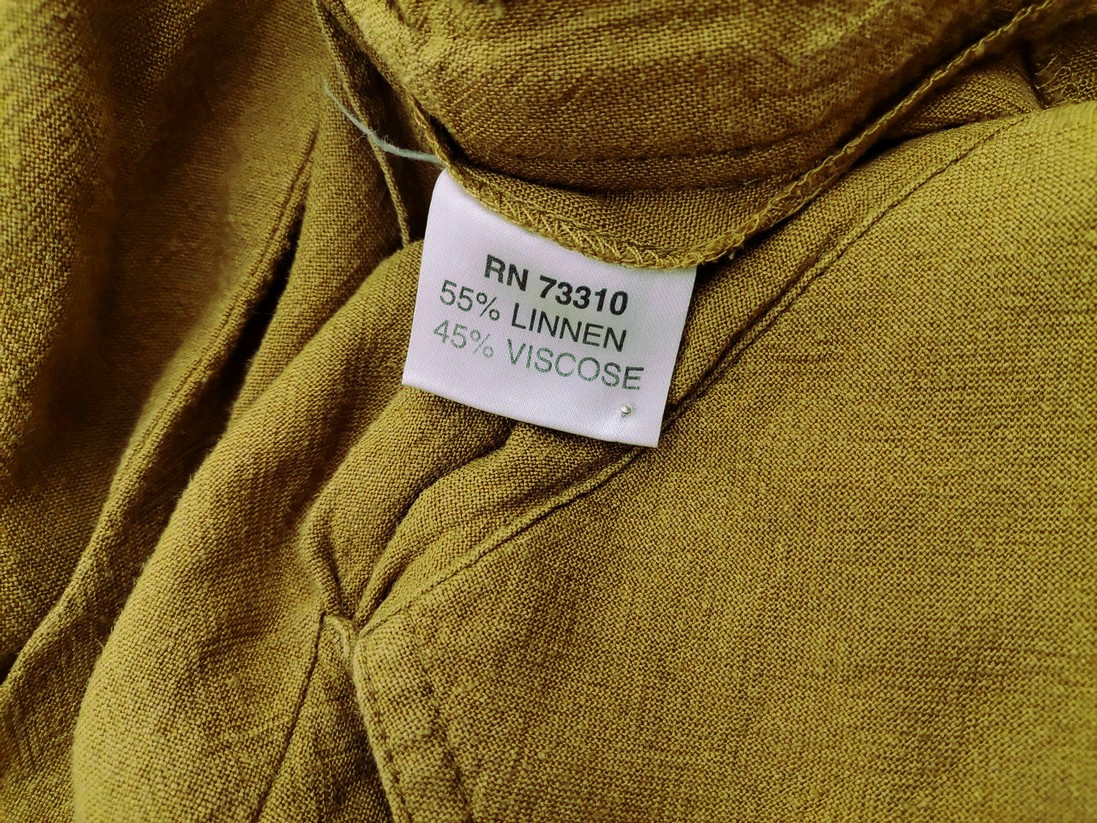 RN 73310
55% LINNEN
45% VISCOSE